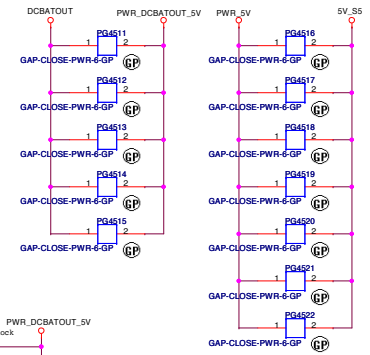 DCBATOUT PWR_DCBATOUT_5V PWR_5V 5V_S5
PG4511
1 2
GAP-CLOSE-PWR-6-GP GP
PG4512
1 2
GAP-CLOSE-PWR-6-GP GP
PG4513
1 2
GAP-CLOSE-PWR-6-GP GP
PG4514
1 2
GAP-CLOSE-PWR-6-GP GP
PG4515
1 2
GAP-CLOSE-PWR-6-GP GP
PG4516
1 2
GAP-CLOSE-PWR-6-GP GP
PG4517
1 2
GAP-CLOSE-PWR-6-GP GP
PG4518
1 2
GAP-CLOSE-PWR-6-GP GP
PG4519
1 2
GAP-CLOSE-PWR-6-GP GP
PG4520
1 2
GAP-CLOSE-PWR-6-GP GP
PG4521
1 2
GAP-CLOSE-PWR-6-GP GP
PG4522
1 2
GAP-CLOSE-PWR-6-GP GP
PWR_DCBATOUT_5V
ock